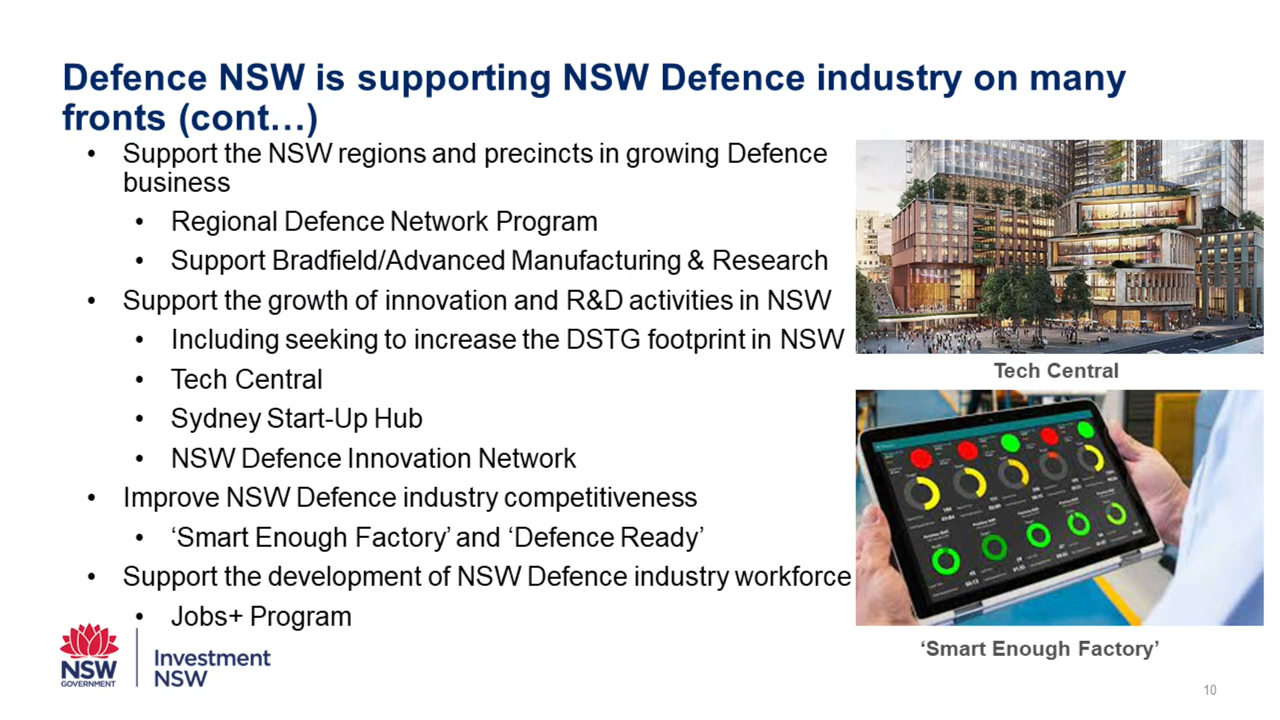 Defence NSW is supporting NSW Defence industry on many
fronts (cont…)
• Support the NSW regions and precincts in growing Defence
business
• Regional Defence Network Program
• Support Bradfield/Advanced Manufacturing & Research
• Support the growth of innovation and R&D activities in NSW
• Including seeking to increase the DSTG footprint in NSW
• Tech Central
• Sydney Start-Up Hub
• NSW Defence Innovation Network
• Improve NSW Defence industry competitiveness
• ‘Smart Enough Factory’ and ‘Defence Ready’
• Support the development of NSW Defence industry workforce
• Jobs+ Program
Tech Central
‘Smart Enough Factory’
NSW
GOVERNMENT
Investment
NSW
10